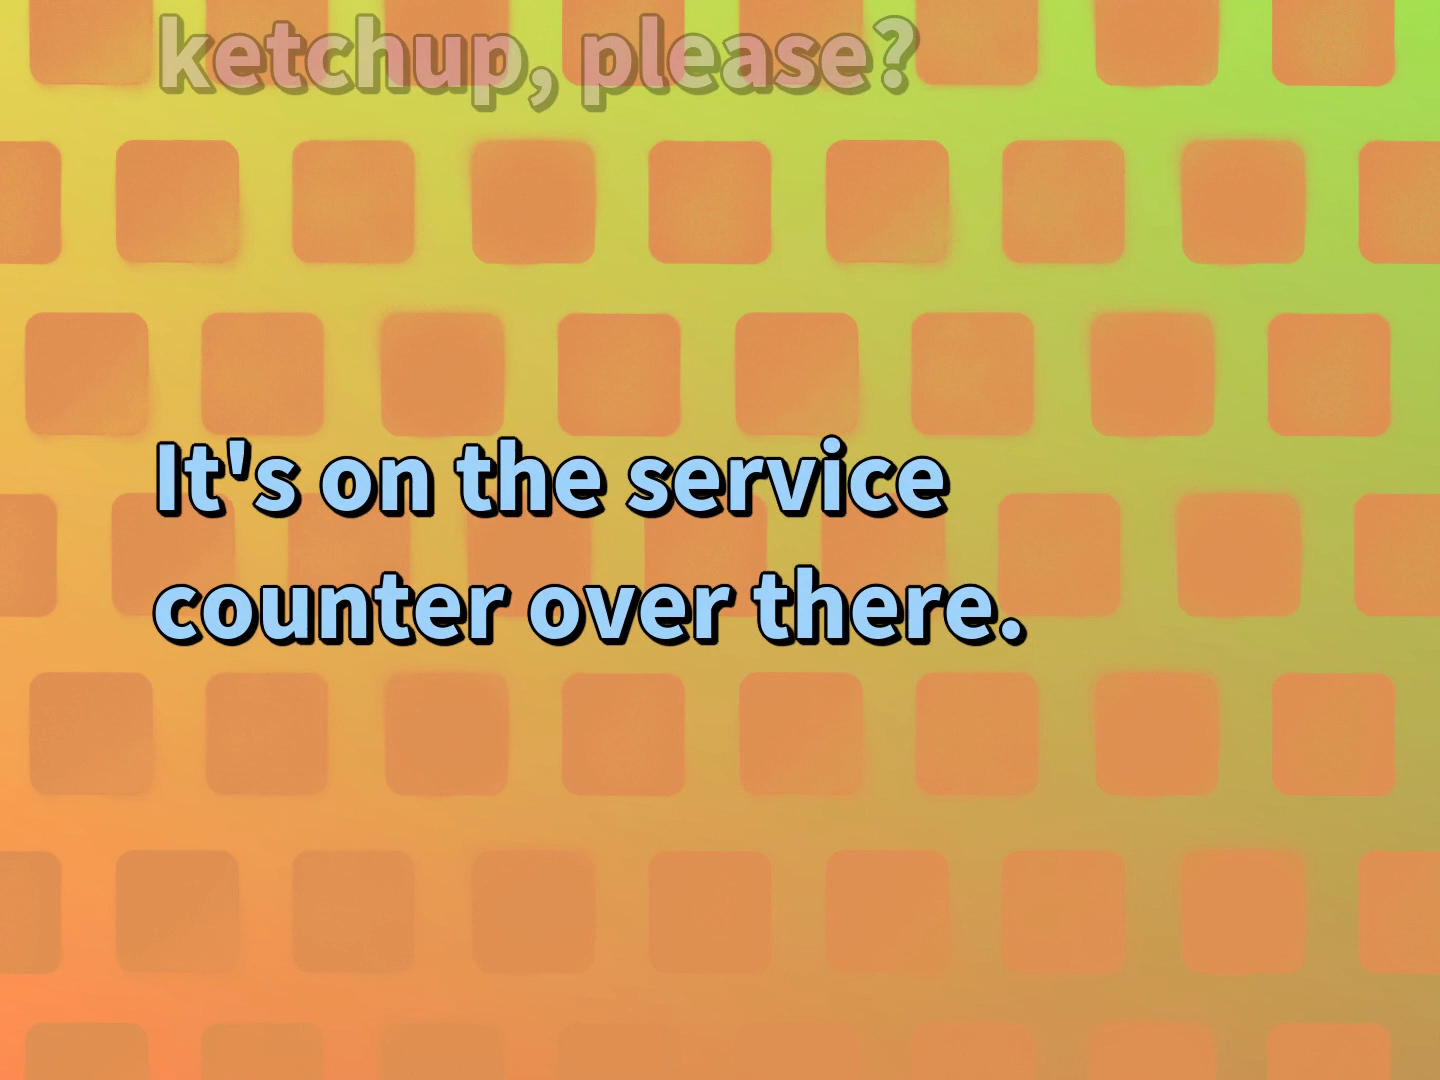 ketchup, please?
It's on the service
counter over there.